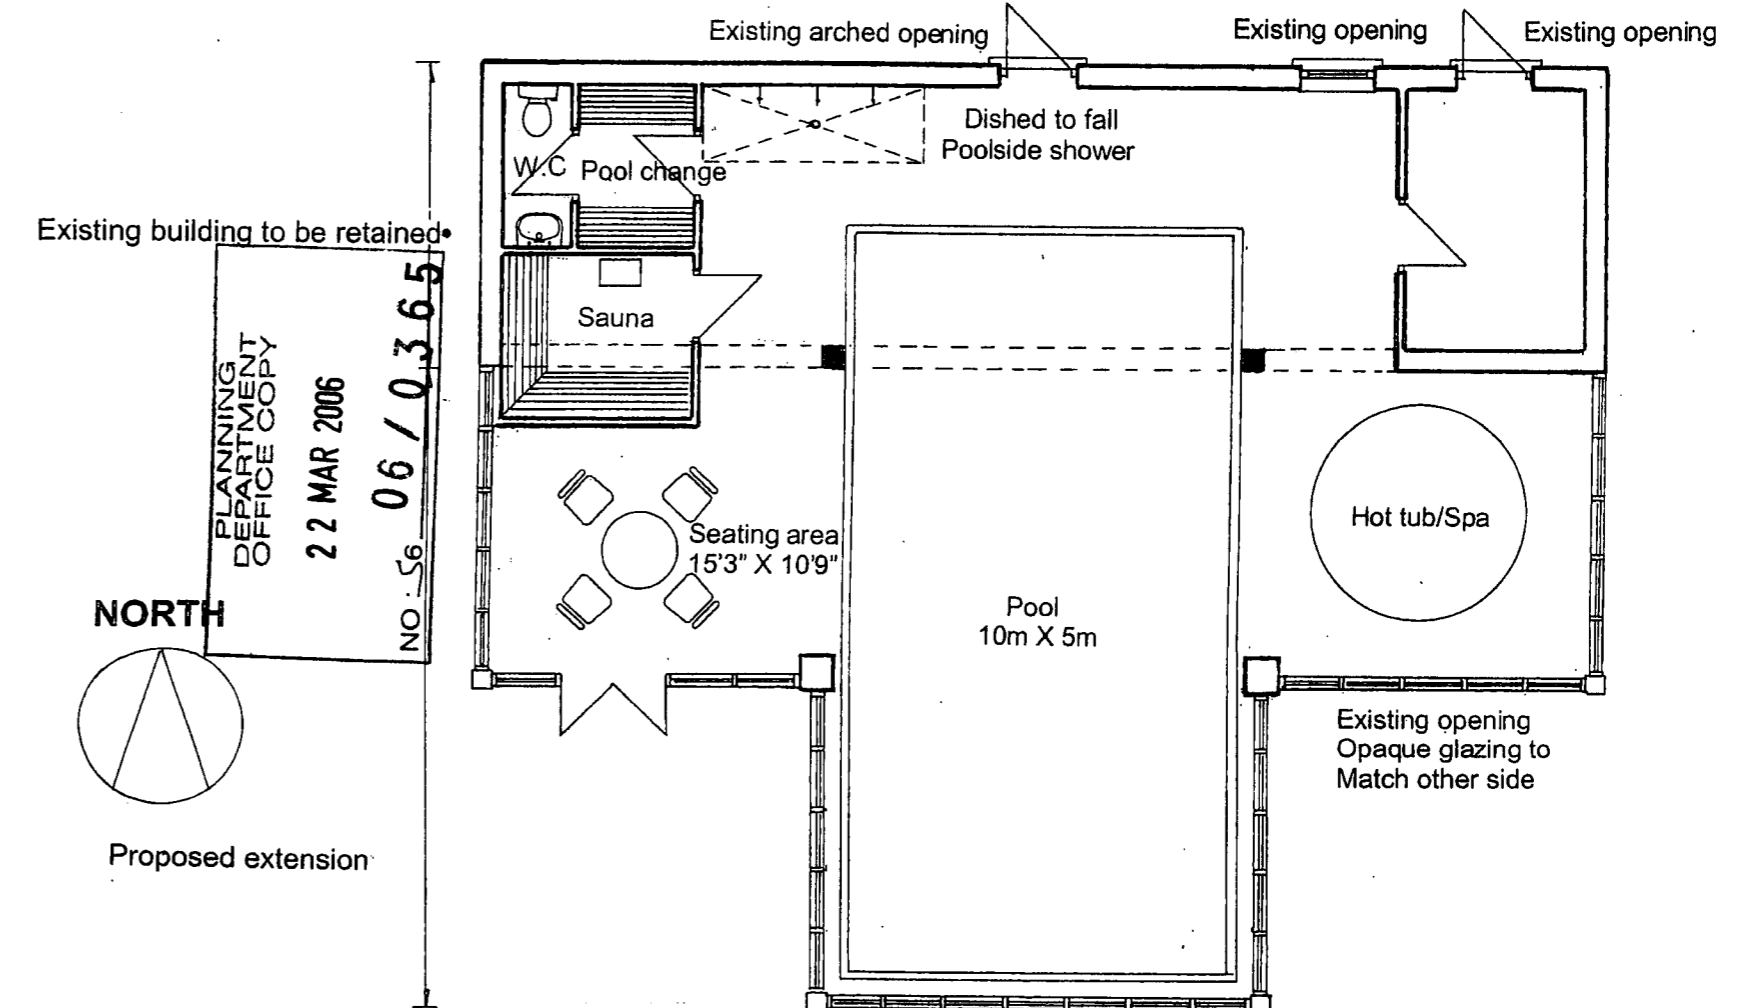 Existing arched opening
Existing opening
Existing opening
Dished to fall
Poolside shower
W.C
Pool change
Existing building to be retained
Sauna
PLANNING
DEPARTMENT
OFFICE COPY
22 MAR 2006
NO. S6 06/0365
Seating area
15'3" X 10'9"
Hot tub/Spa
Pool
10m X 5m
NORTH
Existing opening
Opaque glazing to
Match other side
Proposed extension